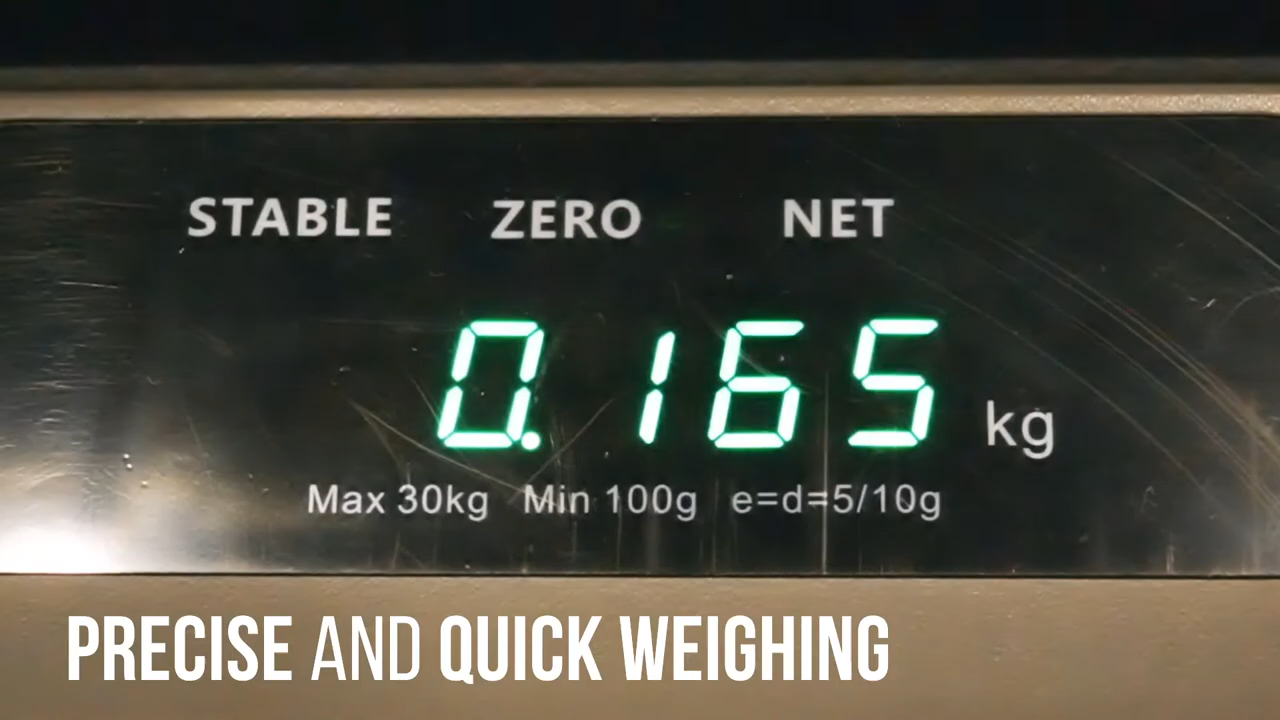 STABLE ZERO NET
0.165 kg
Max 30kg Min 100g e=d=5/10g
PRECISE AND QUICK WEIGHING